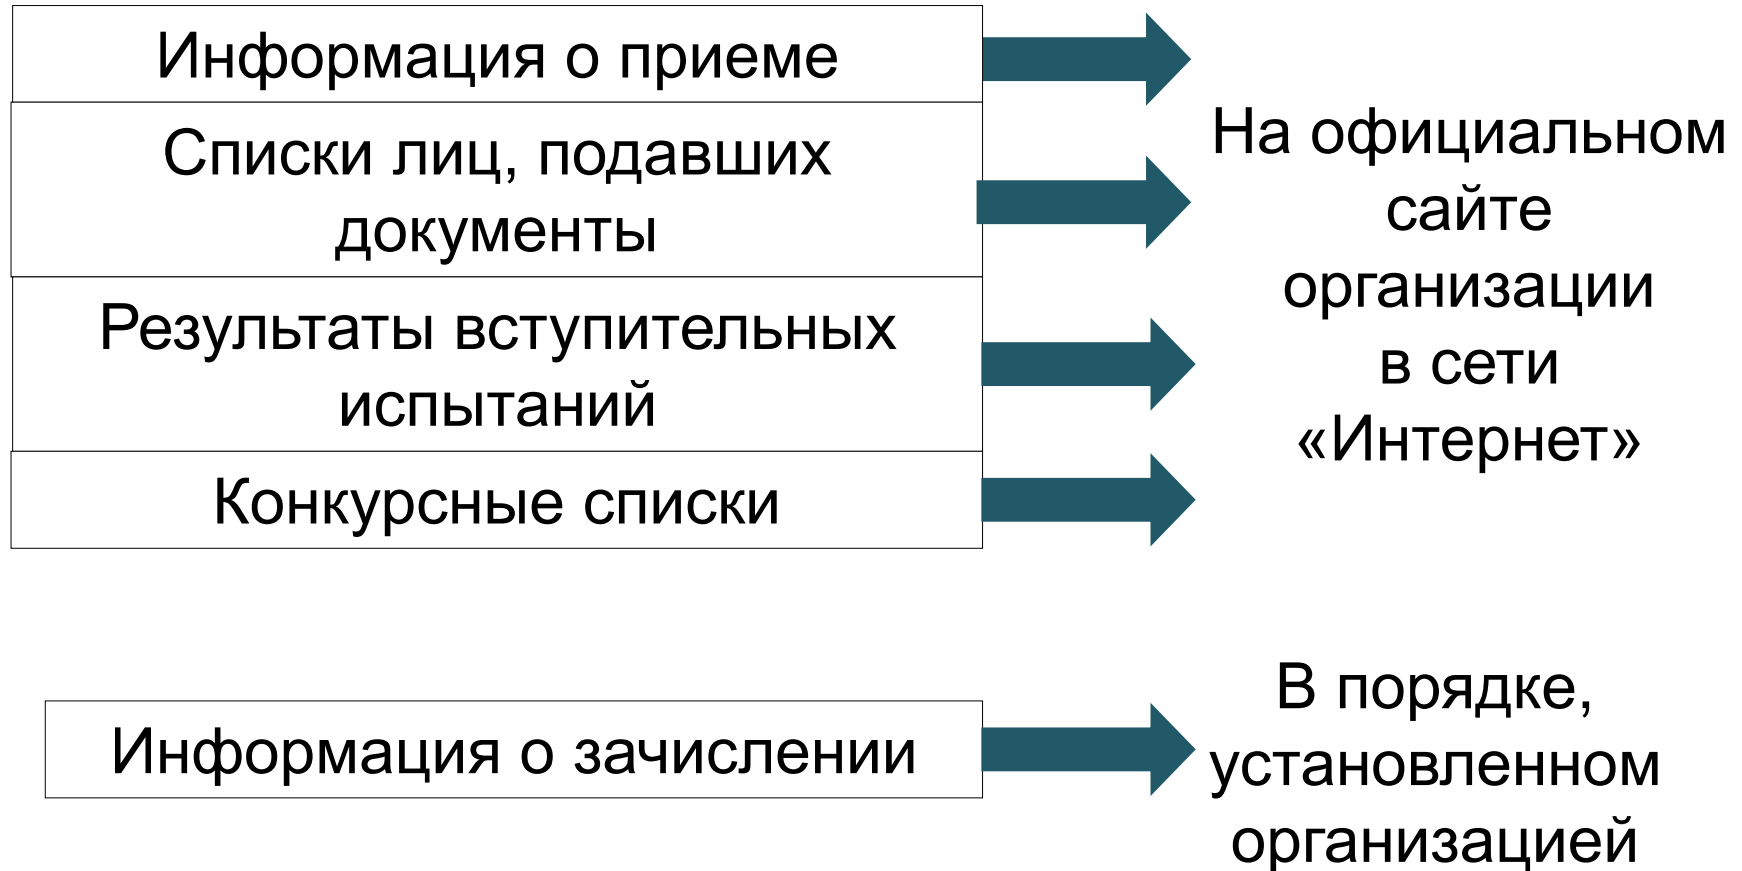 Информация о приеме
Списки лиц, подавших
документы
Результаты вступительных
испытаний
Конкурсные списки
На официальном
сайте
организации
в сети
«Интернет»
Информация о зачислении
В порядке,
установленном
организацией